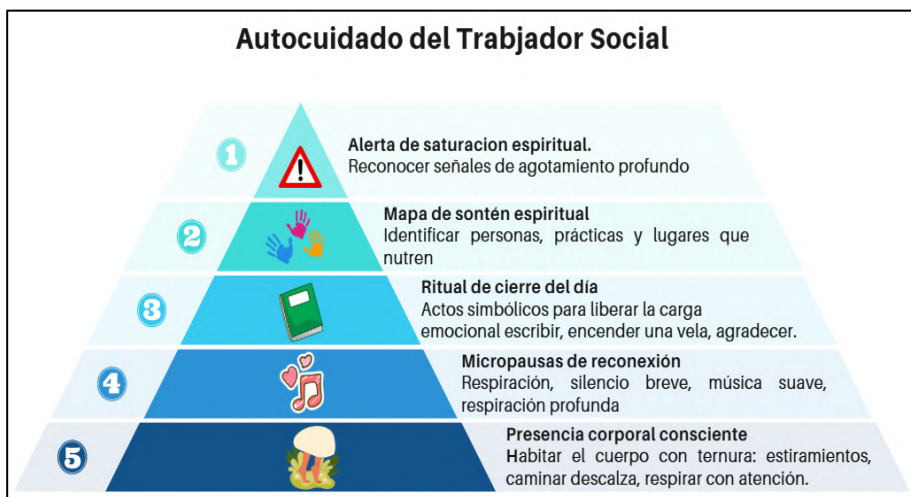 Autocuidado del Trabjador Social
1
Alerta de saturacion espiritual.
Reconocer señales de agotamiento profundo
2
Mapa de sontén espiritual
Identificar personas, prácticas y lugares que
nutren
3
Ritual de cierre del día
Actos simbólicos para liberar la carga
emocional escribir, encender una vela, agradecer.
4
Micropausas de reconexión
Respiración, silencio breve, música suave,
respiración profunda
5
Presencia corporal consciente
Habitar el cuerpo con ternura: estiramientos,
caminar descalza, respirar con atención.